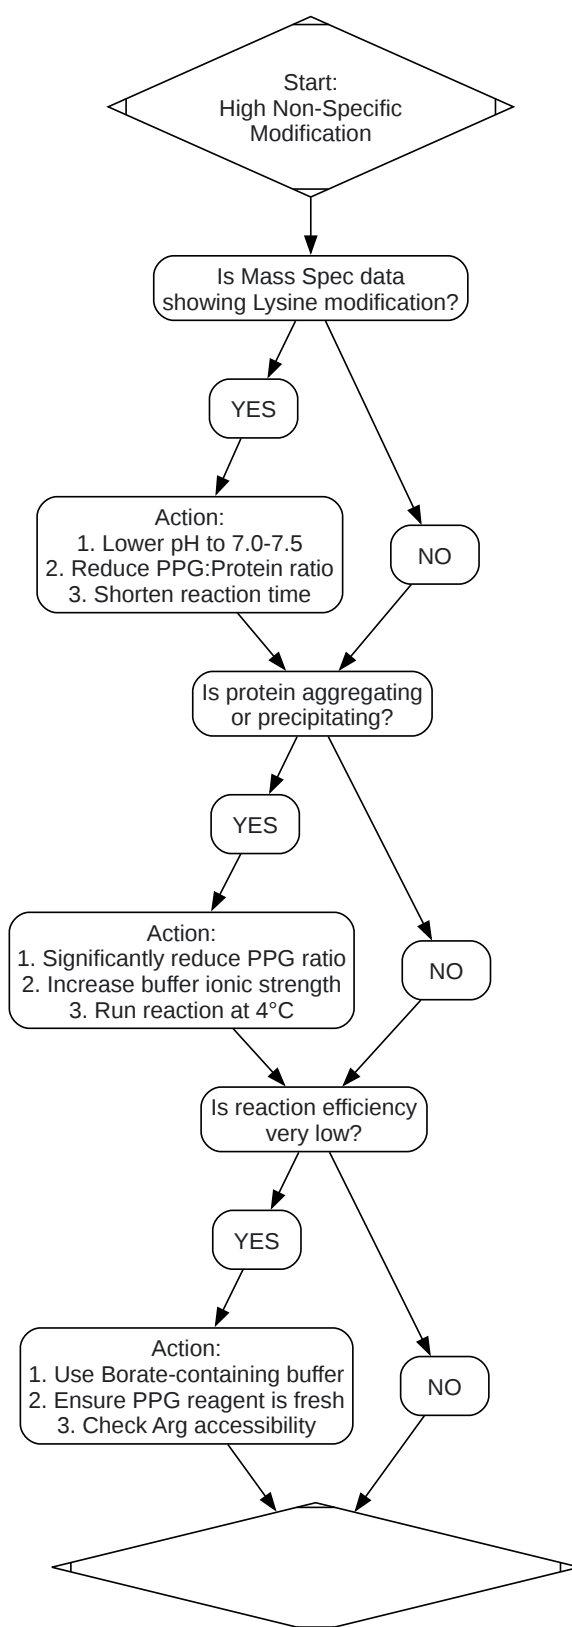 Start:
High Non-Specific
Modification
Is Mass Spec data
showing Lysine modification?
YES
Action:
1. Lower pH to 7.0-7.5
2. Reduce PPG:Protein ratio
3. Shorten reaction time
NO
Is protein aggregating
or precipitating?
YES
Action:
1. Significantly reduce PPG ratio
2. Increase buffer ionic strength
3. Run reaction at 4°C
NO
Is reaction efficiency
very low?
YES
Action:
1. Use Borate-containing buffer
2. Ensure PPG reagent is fresh
3. Check Arg accessibility
NO